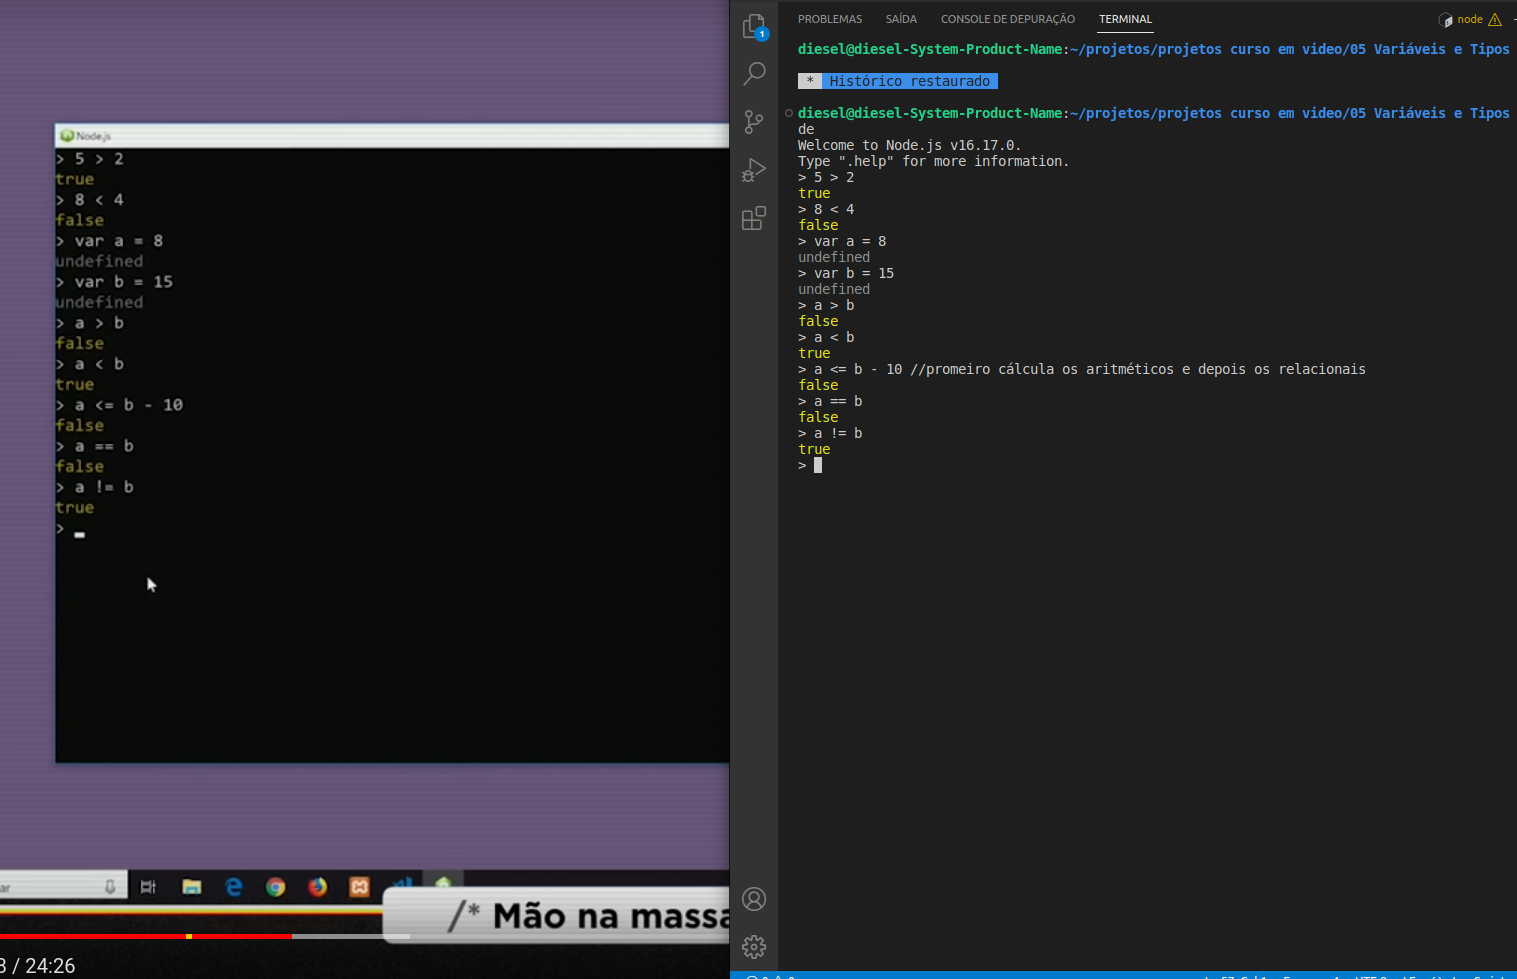 Node.js
> 5 > 2
true
> 8 < 4
false
> var a = 8
undefined
> var b = 15
undefined
> a > b
false
> a < b
true
> a <= b - 10
false
> a == b
false
> a != b
true
>
/* Mão na massa
/ 24:26
1
PROBLEMAS SAÍDA CONSOLE DE DEPURAÇÃO TERMINAL node
diesel@diesel-System-Product-Name:~/projetos/projetos curso em video/05 Variáveis e Tipos
* Histórico restaurado
diesel@diesel-System-Product-Name:~/projetos/projetos curso em video/05 Variáveis e Tipos
de
Welcome to Node.js v16.17.0.
Type ".help" for more information.
> 5 > 2
true
> 8 < 4
false
> var a = 8
undefined
> var b = 15
undefined
> a > b
false
> a < b
true
> a <= b - 10 //promeiro cálcula os aritméticos e depois os relacionais
false
> a == b
false
> a != b
true
>